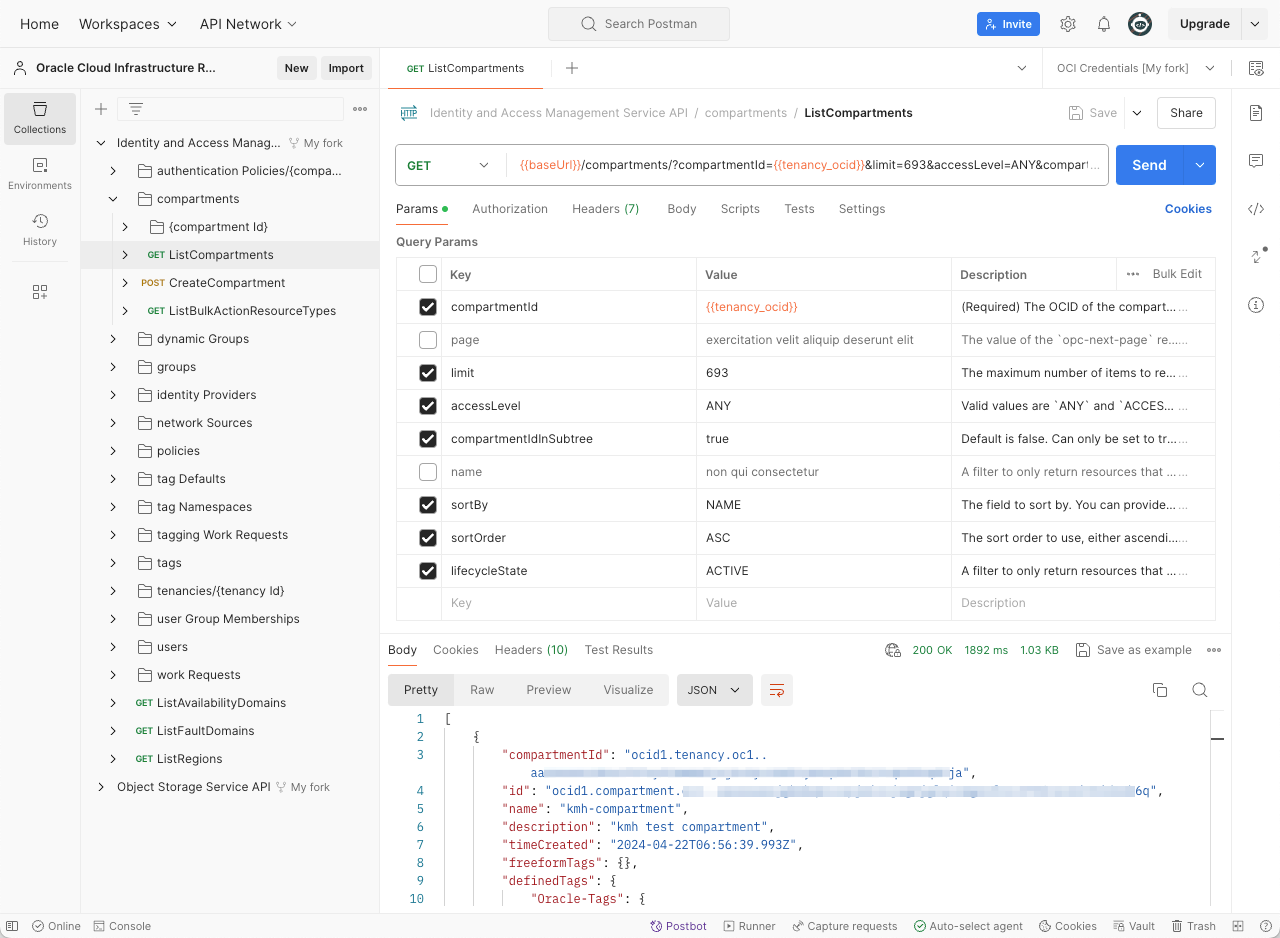 Home Workspaces API Network Search Postman Invite Upgrade
Oracle Cloud Infrastructure R... New Import
GET ListCompartments OCI Credentials [My fork]
Collections
Environments
History
Identity and Access Manag... My fork
authentication Policies/{compa...
compartments
{compartment Id}
GET ListCompartments
POST CreateCompartment
GET ListBulkActionResourceTypes
dynamic Groups
groups
identity Providers
network Sources
policies
tag Defaults
tag Namespaces
tagging Work Requests
tags
tenancies/{tenancy Id}
user Group Memberships
users
work Requests
GET ListAvailabilityDomains
GET ListFaultDomains
GET ListRegions
Object Storage Service API My fork
HTTP Identity and Access Management Service API / compartments / ListCompartments Save Share
GET {{baseUrl}}/compartments/?compartmentId={{tenancy_ocid}}&limit=693&accessLevel=ANY&compart... Send
Params Authorization Headers (7) Body Scripts Tests Settings Cookies
Query Params
Key Value Description ••• Bulk Edit
compartmentId {{tenancy_ocid}} (Required) The OCID of the compart...
page exercitation velit aliquip deserunt elit The value of the `opc-next-page` re...
limit 693 The maximum number of items to re...
accessLevel ANY Valid values are `ANY` and `ACCES...
compartmentIdInSubtree true Default is false. Can only be set to tr...
name non qui consectetur A filter to only return resources that ...
sortBy NAME The field to sort by. You can provide...
sortOrder ASC The sort order to use, either ascendi...
lifecycleState ACTIVE A filter to only return resources that ...
Key Value Description
Body Cookies Headers (10) Test Results 200 OK 1892 ms 1.03 KB Save as example
Pretty Raw Preview Visualize JSON
1 [
2 {
3 "compartmentId": "ocid1.tenancy.oc1..
aa ja",
4 "id": "ocid1.compartment. 6q",
5 "name": "kmh-compartment",
6 "description": "kmh test compartment",
7 "timeCreated": "2024-04-22T06:56:39.993Z",
8 "freeformTags": {},
9 "definedTags": {
10 "Oracle-Tags": {
Online Console Postbot Runner Capture requests Auto-select agent Cookies Vault Trash